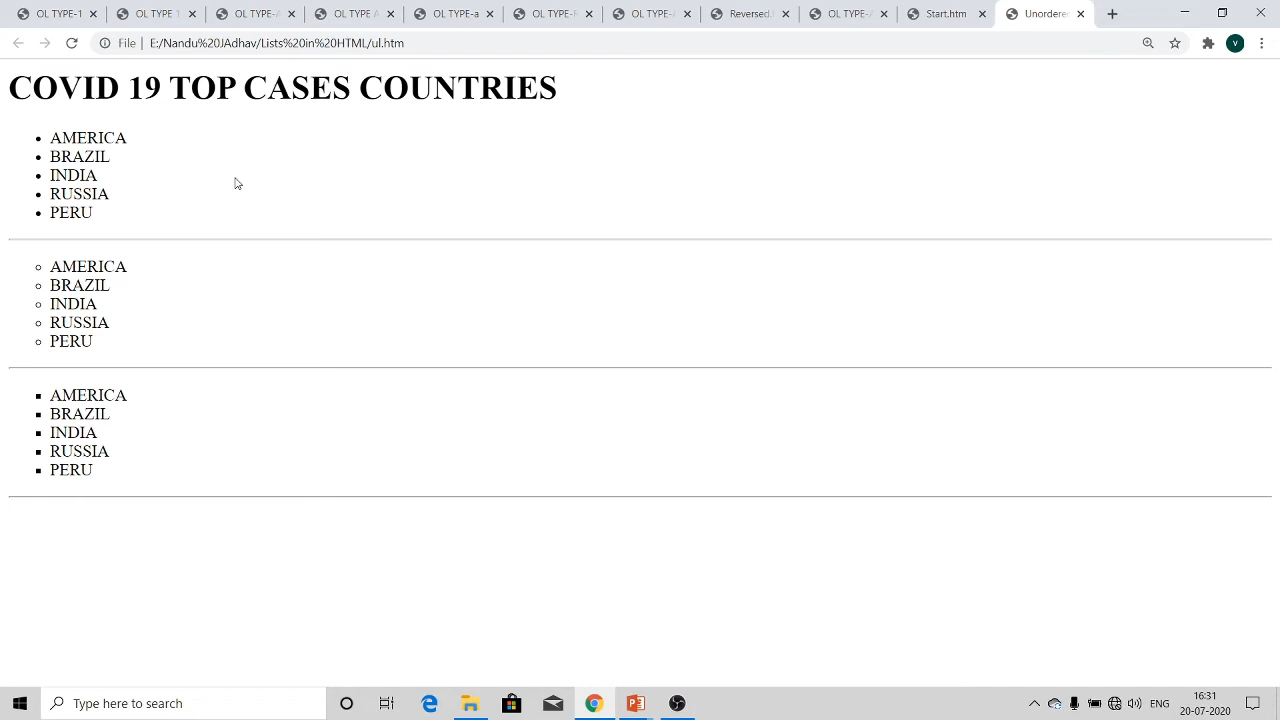 OL TYPE-1
OL TYPE 1
OL TYPE-A
OL TYPE A
OL TYPE-a
OL TYPE-
OL TYPE-
Reversed.
OL TYPE-
Start.htm
Unordere
File | E:/Nandu%20JAdhav/Lists%20in%20HTML/ul.htm
V
COVID 19 TOP CASES COUNTRIES
• AMERICA
• BRAZIL
• INDIA
• RUSSIA
• PERU
○ AMERICA
○ BRAZIL
○ INDIA
○ RUSSIA
○ PERU
▪ AMERICA
▪ BRAZIL
▪ INDIA
▪ RUSSIA
▪ PERU
Type here to search
ENG
16:31
20-07-2020